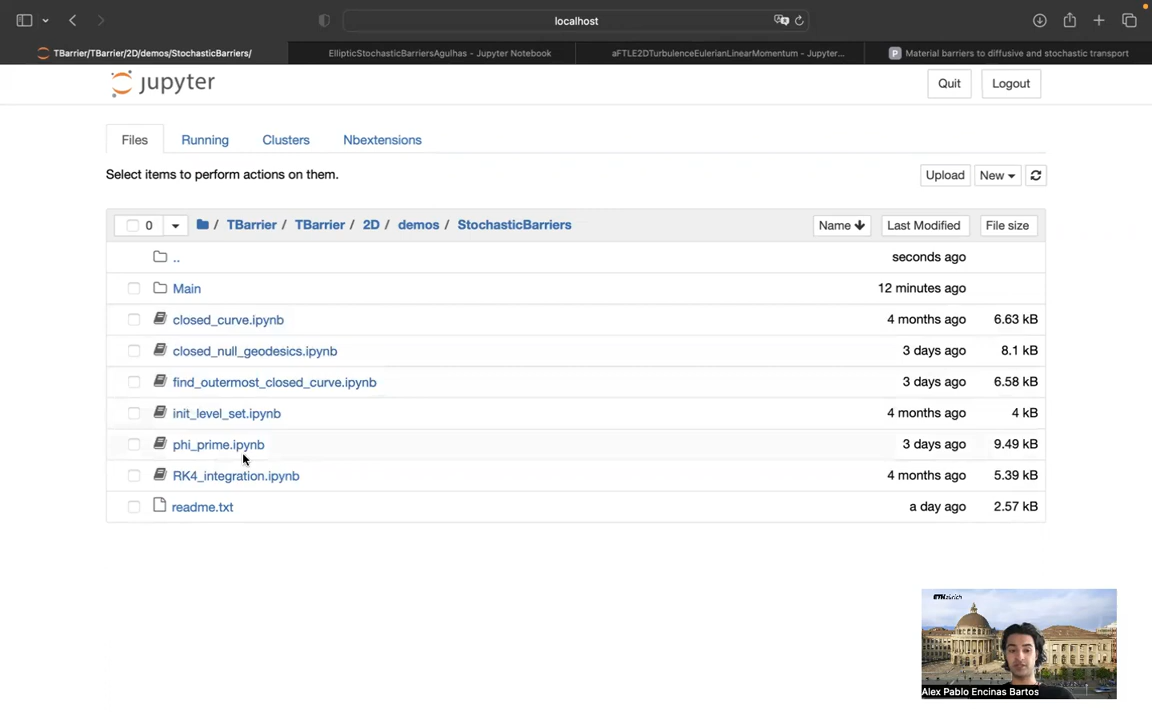 localhost
TBarrier/TBarrier/2D/demos/StochasticBarriers/
EllipticStochasticBarriersAgulhas - Jupyter Notebook
aFTLE2DTurbulenceEulerianLinearMomentum - Jupyter...
P Material barriers to diffusive and stochastic transport
jupyter
Quit
Logout
Files
Running
Clusters
Nbextensions
Select items to perform actions on them.
Upload
New
0
/ TBarrier / TBarrier / 2D / demos / StochasticBarriers
Name
Last Modified
File size
.. seconds ago
Main 12 minutes ago
closed_curve.ipynb 4 months ago 6.63 kB
closed_null_geodesics.ipynb 3 days ago 8.1 kB
find_outermost_closed_curve.ipynb 3 days ago 6.58 kB
init_level_set.ipynb 4 months ago 4 kB
phi_prime.ipynb 3 days ago 9.49 kB
RK4_integration.ipynb 4 months ago 5.39 kB
readme.txt a day ago 2.57 kB
ETHzürich
Alex Pablo Encinas Bartos